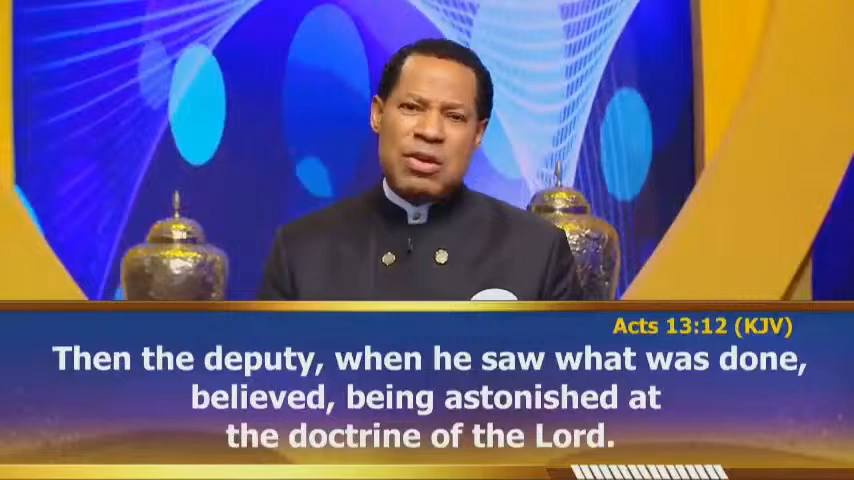 Acts 13:12 (KJV)
Then the deputy, when he saw what was done,
believed, being astonished at
the doctrine of the Lord.